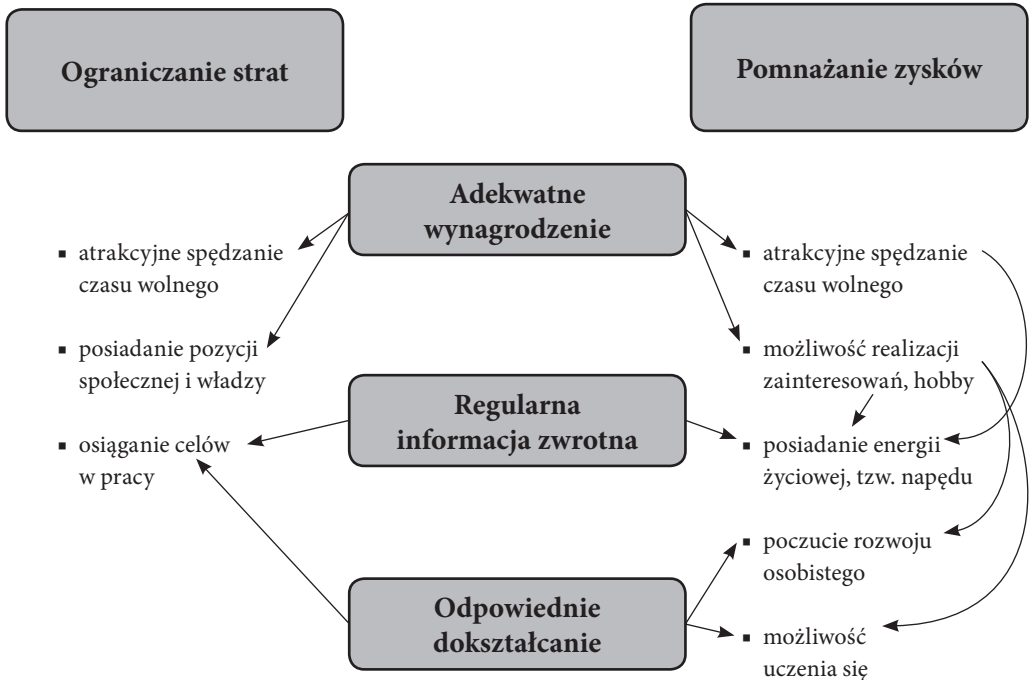 Ograniczanie strat
Pomnażanie zysków
Adekwatne
wynagrodzenie
▪ atrakcyjne spędzanie
czasu wolnego
▪ posiadanie pozycji
społecznej i władzy
▪ osiąganie celów
w pracy
Regularna
informacja zwrotna
Odpowiednie
dokształcanie
▪ atrakcyjne spędzanie
czasu wolnego
▪ możliwość realizacji
zainteresowań, hobby
▪ posiadanie energii
życiowej, tzw. napędu
▪ poczucie rozwoju
osobistego
▪ możliwość
uczenia się